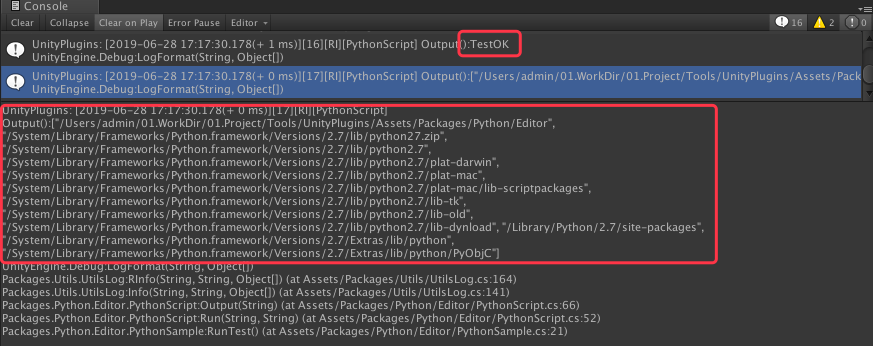 Console
Clear Collapse Clear on Play Error Pause Editor 16 2 0
UnityPlugins: [2019-06-28 17:17:30.178(+ 1 ms)][16][RI][PythonScript] Output():TestOK
UnityEngine.Debug:LogFormat(String, Object[])
UnityPlugins: [2019-06-28 17:17:30.178(+ 0 ms)][17][RI][PythonScript] Output():["/Users/admin/01.WorkDir/01.Project/Tools/UnityPlugins/Assets/Pack
UnityEngine.Debug:LogFormat(String, Object[])
UnityPlugins: [2019-06-28 17:17:30.178(+ 0 ms)][17][RI][PythonScript]
Output():["/Users/admin/01.WorkDir/01.Project/Tools/UnityPlugins/Assets/Packages/Python/Editor",
"/System/Library/Frameworks/Python.framework/Versions/2.7/lib/python27.zip",
"/System/Library/Frameworks/Python.framework/Versions/2.7/lib/python2.7",
"/System/Library/Frameworks/Python.framework/Versions/2.7/lib/python2.7/plat-darwin",
"/System/Library/Frameworks/Python.framework/Versions/2.7/lib/python2.7/plat-mac",
"/System/Library/Frameworks/Python.framework/Versions/2.7/lib/python2.7/plat-mac/lib-scriptpackages",
"/System/Library/Frameworks/Python.framework/Versions/2.7/lib/python2.7/lib-tk",
"/System/Library/Frameworks/Python.framework/Versions/2.7/lib/python2.7/lib-old",
"/System/Library/Frameworks/Python.framework/Versions/2.7/lib/python2.7/lib-dynload", "/Library/Python/2.7/site-packages",
"/System/Library/Frameworks/Python.framework/Versions/2.7/Extras/lib/python",
"/System/Library/Frameworks/Python.framework/Versions/2.7/Extras/lib/python/PyObjC"]
UnityEngine.Debug:LogFormat(String, Object[])
Packages.Utils.UtilsLog:RInfo(String, String, Object[]) (at Assets/Packages/Utils/UtilsLog.cs:164)
Packages.Utils.UtilsLog:Info(String, String, Object[]) (at Assets/Packages/Utils/UtilsLog.cs:141)
Packages.Python.Editor.PythonScript:Output(String) (at Assets/Packages/Python/Editor/PythonScript.cs:66)
Packages.Python.Editor.PythonScript:Run(String, String) (at Assets/Packages/Python/Editor/PythonScript.cs:52)
Packages.Python.Editor.PythonSample:RunTest() (at Assets/Packages/Python/Editor/PythonSample.cs:21)